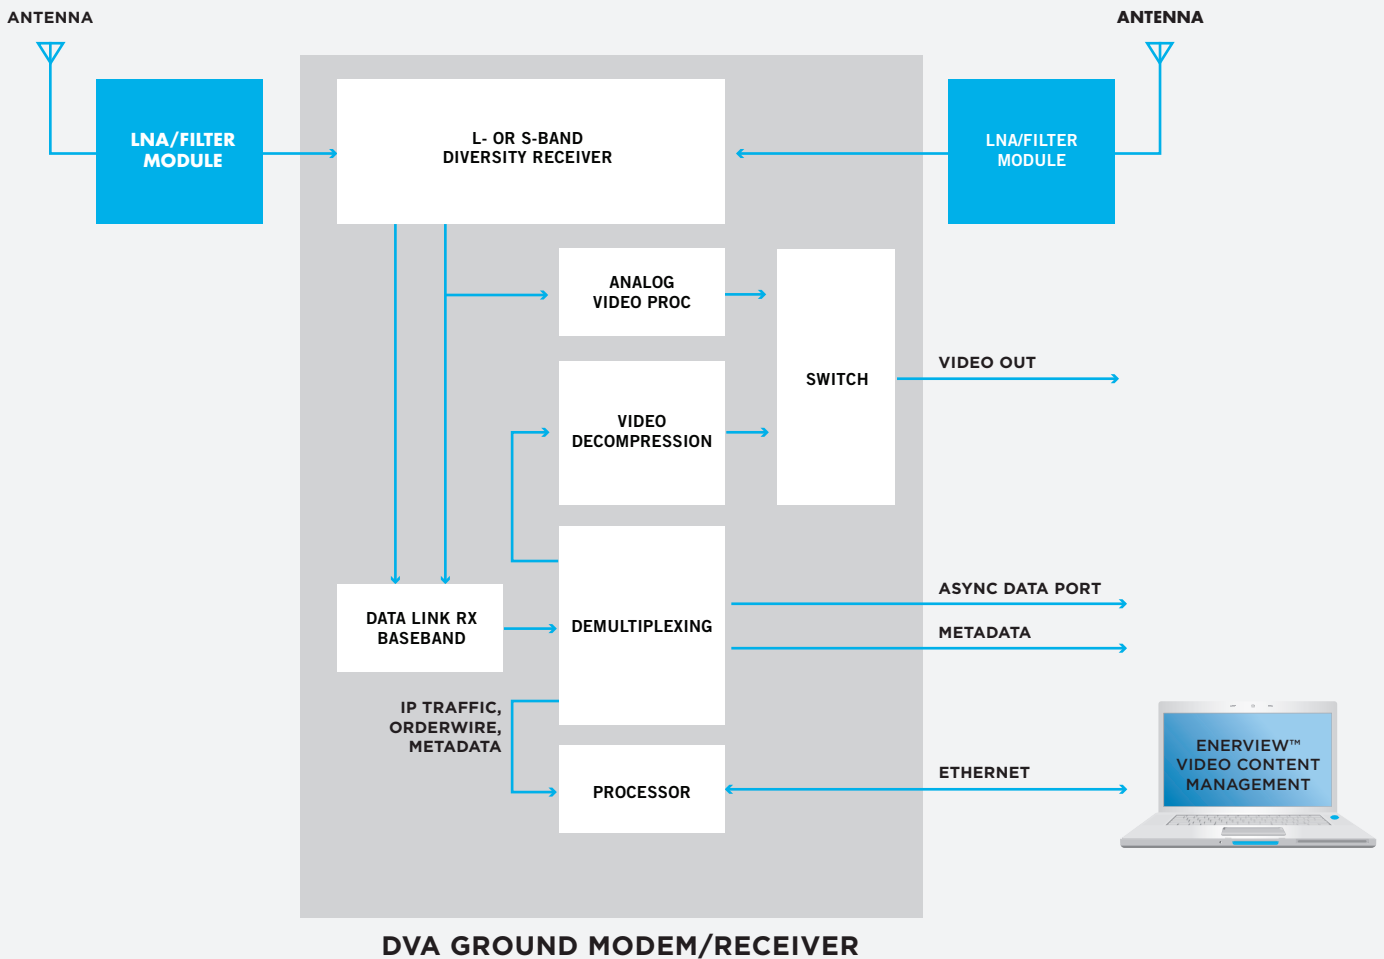 ANTENNA
ANTENNA
LNA/FILTER
MODULE
L- OR S-BAND
DIVERSITY RECEIVER
LNA/FILTER
MODULE
ANALOG
VIDEO PROC
SWITCH
VIDEO OUT
VIDEO
DECOMPRESSION
DATA LINK RX
BASEBAND
DEMULTIPLEXING
ASYNC DATA PORT
METADATA
IP TRAFFIC,
ORDERWIRE,
METADATA
PROCESSOR
ETHERNET
ENERVIEW™
VIDEO CONTENT
MANAGEMENT
DVA GROUND MODEM/RECEIVER